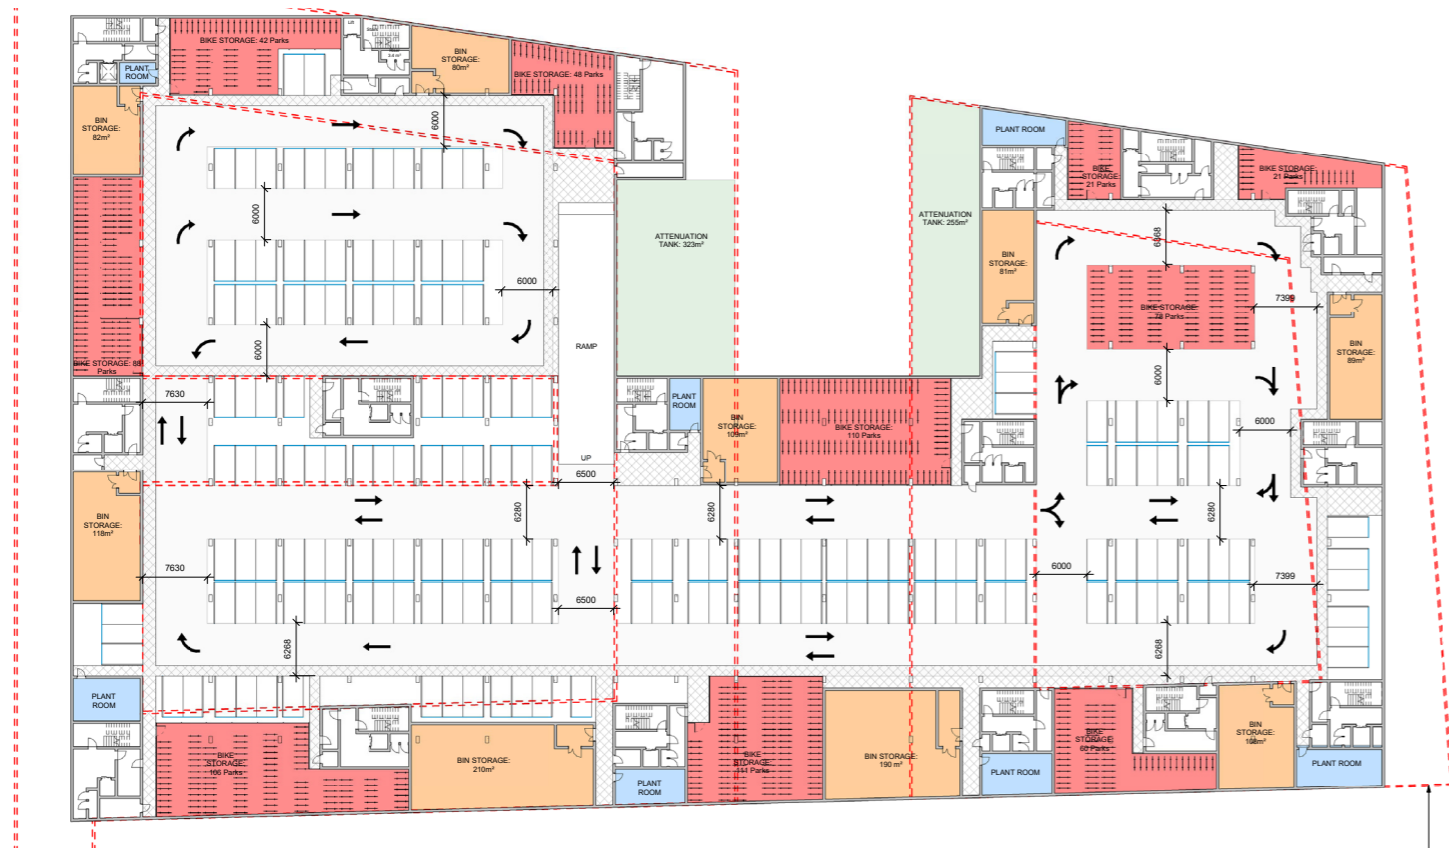 BIKE STORAGE: 42 Parks
BIN
STORAGE:
80m²
BIKE STORAGE: 48 Parks
PLANT
ROOM
BIN
STORAGE:
82m²
6000
PLANT ROOM
BIKE
STORAGE:
21 Parks
BIKE STORAGE:
21 Parks
6000
ATTENUATION
TANK: 323m²
ATTENUATION
TANK: 255m²
BIN
STORAGE:
81m²
6268
6000
7399
BIKE STORAGE:
78 Parks
RAMP
6000
BIN
STORAGE:
89m²
BIKE STORAGE: 88
Parks
6000
7630
PLANT
ROOM
BIN
STORAGE:
109m²
BIKE STORAGE:
110 Parks
6000
UP
6500
BIN
STORAGE:
118m²
6280
6280
6280
7630
6000
7399
6500
6268
6268
PLANT
ROOM
BIKE
STORAGE:
106 Parks
BIN STORAGE:
210m²
PLANT
ROOM
BIKE
STORAGE:
111 Parks
BIN STORAGE:
190 m²
PLANT ROOM
BIKE
STORAGE:
60 Parks
BIN
STORAGE:
108m²
PLANT ROOM